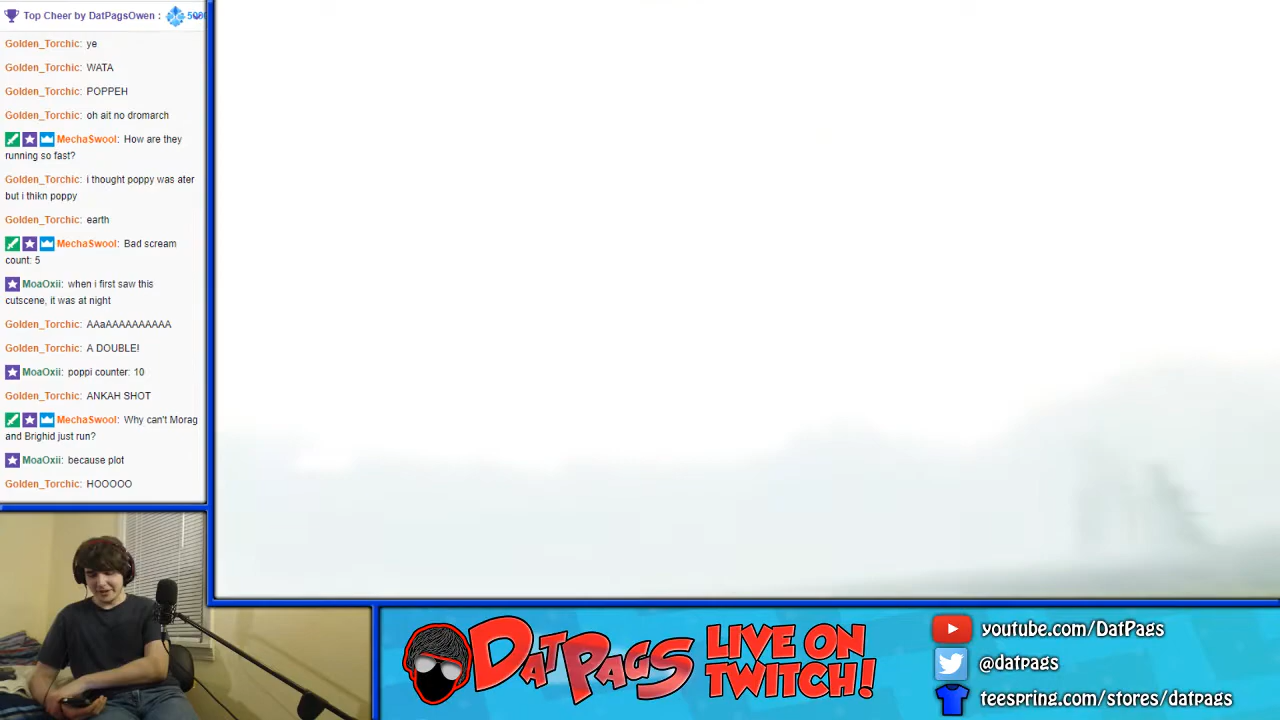 Top Cheer by DatPagsOwen : 5000
Golden_Torchic: ye
Golden_Torchic: WATA
Golden_Torchic: POPPEH
Golden_Torchic: oh ait no dromarch
MechaSwool: How are they
running so fast?
Golden_Torchic: i thought poppy was ater
but i thikn poppy
Golden_Torchic: earth
MechaSwool: Bad scream
count: 5
MoaOxii: when i first saw this
cutscene, it was at night
Golden_Torchic: AAaAAAAAAAAAA
Golden_Torchic: A DOUBLE!
MoaOxii: poppi counter: 10
Golden_Torchic: ANKAH SHOT
MechaSwool: Why can't Morag
and Brighid just run?
MoaOxii: because plot
Golden_Torchic: HOOOOO
DATPAGS LIVE ON
TWITCH!
youtube.com/DatPags
@datpags
teespring.com/stores/datpags